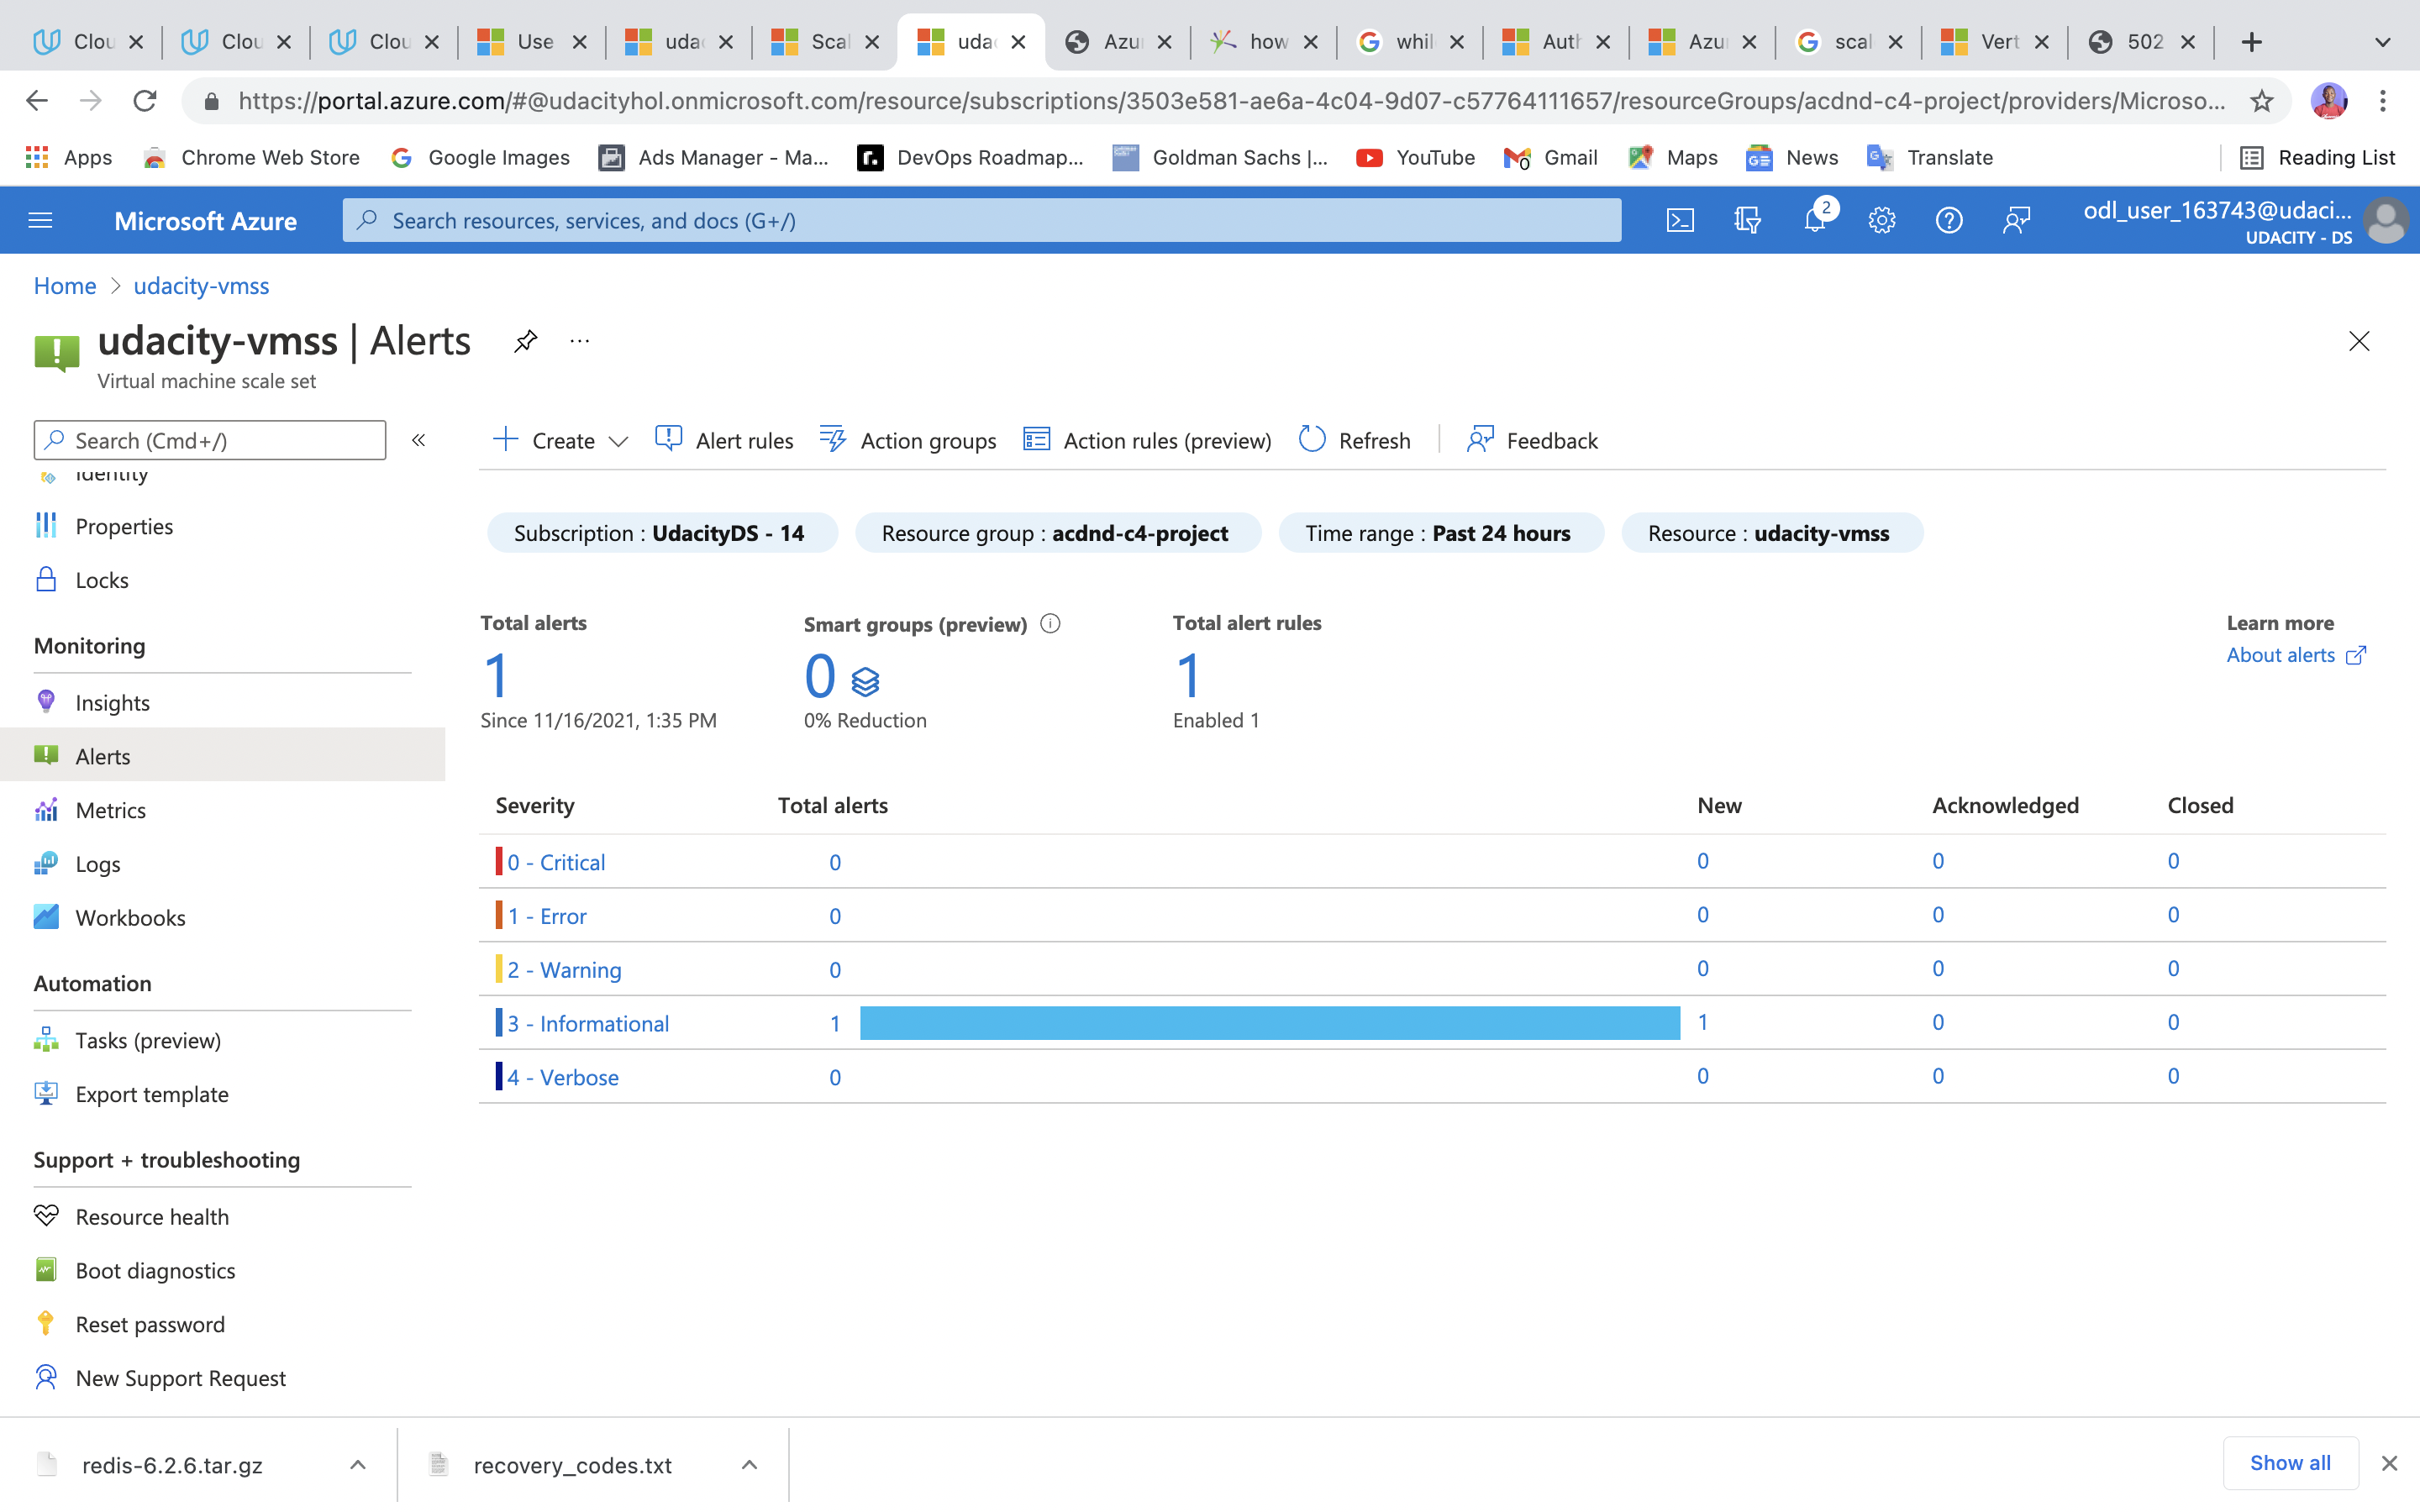 Clou Clou Clou Use uda Scal uda Azu how G whil Aut Azu G scal Vert 502
https://portal.azure.com/#@udacityhol.onmicrosoft.com/resource/subscriptions/3503e581-ae6a-4c04-9d07-c57764111657/resourceGroups/acdnd-c4-project/providers/Microso...
Apps Chrome Web Store Google Images Ads Manager - Ma... DevOps Roadmap... Goldman Sachs |... YouTube Gmail Maps News Translate Reading List
Microsoft Azure Search resources, services, and docs (G+/) 2 odl_user_163743@udaci...
UDACITY - DS
Home > udacity-vmss
udacity-vmss | Alerts ...
Virtual machine scale set
Search (Cmd+/) « Create Alert rules Action groups Action rules (preview) Refresh Feedback
Identity
Properties
Locks
Monitoring
Insights
Alerts
Metrics
Logs
Workbooks
Automation
Tasks (preview)
Export template
Support + troubleshooting
Resource health
Boot diagnostics
Reset password
New Support Request
Subscription : UdacityDS - 14 Resource group : acdnd-c4-project Time range : Past 24 hours Resource : udacity-vmss
Total alerts
1
Since 11/16/2021, 1:35 PM
Smart groups (preview)
0
0% Reduction
Total alert rules
1
Enabled 1
Learn more
About alerts
Severity Total alerts New Acknowledged Closed
0 - Critical 0 0 0 0
1 - Error 0 0 0 0
2 - Warning 0 0 0 0
3 - Informational 1 1 0 0
4 - Verbose 0 0 0 0
redis-6.2.6.tar.gz recovery_codes.txt Show all